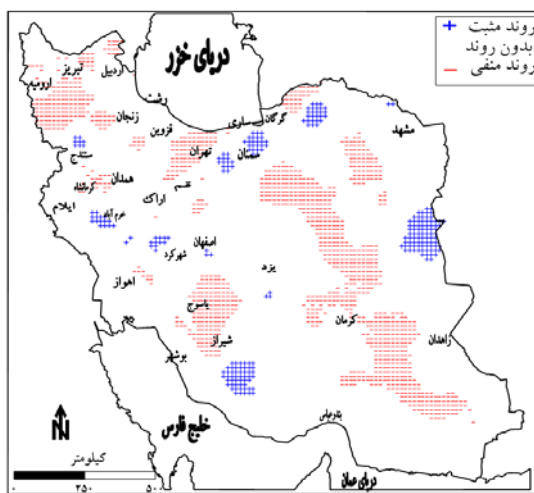 روند مثبت
بدون روند
روند منفی
دریای خزر
اردبیل
تبریز
ارومیه
رشت
زنجان
قزوین
ساری
گرگان
مشهد
تهران
سمنان
سنندج
قم
همدان
کرمانشاه
اراک
ایلام
خرم آباد
اصفهان
شهرکرد
یزد
اهواز
یاسوج
کرمان
شیراز
زاهدان
بوشهر
بندرعباس
خلیج فارس
N
کیلومتر
۰ ۲۵۰ ۵۰۰
دریای عمان